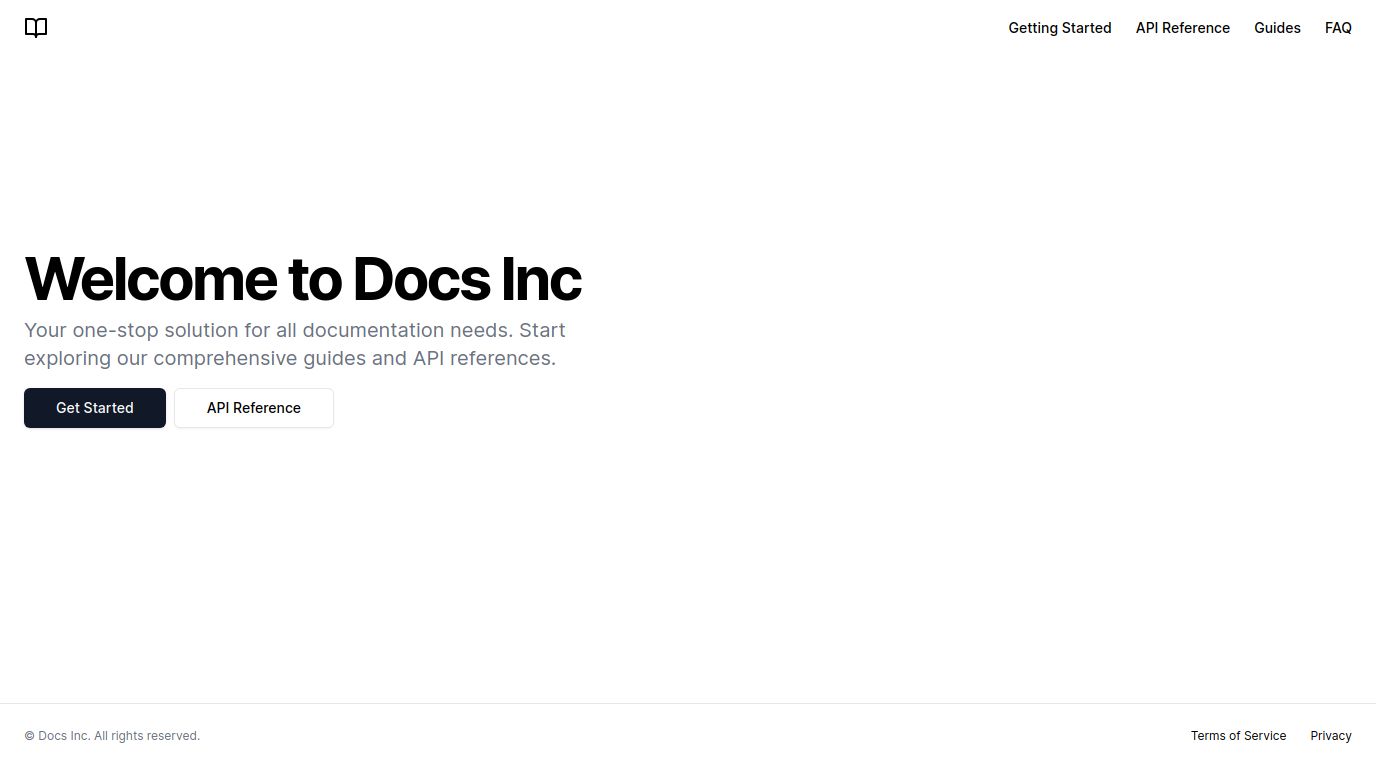 Getting Started API Reference Guides FAQ
Welcome to Docs Inc
Your one-stop solution for all documentation needs. Start
exploring our comprehensive guides and API references.
Get Started API Reference
© Docs Inc. All rights reserved. Terms of Service Privacy